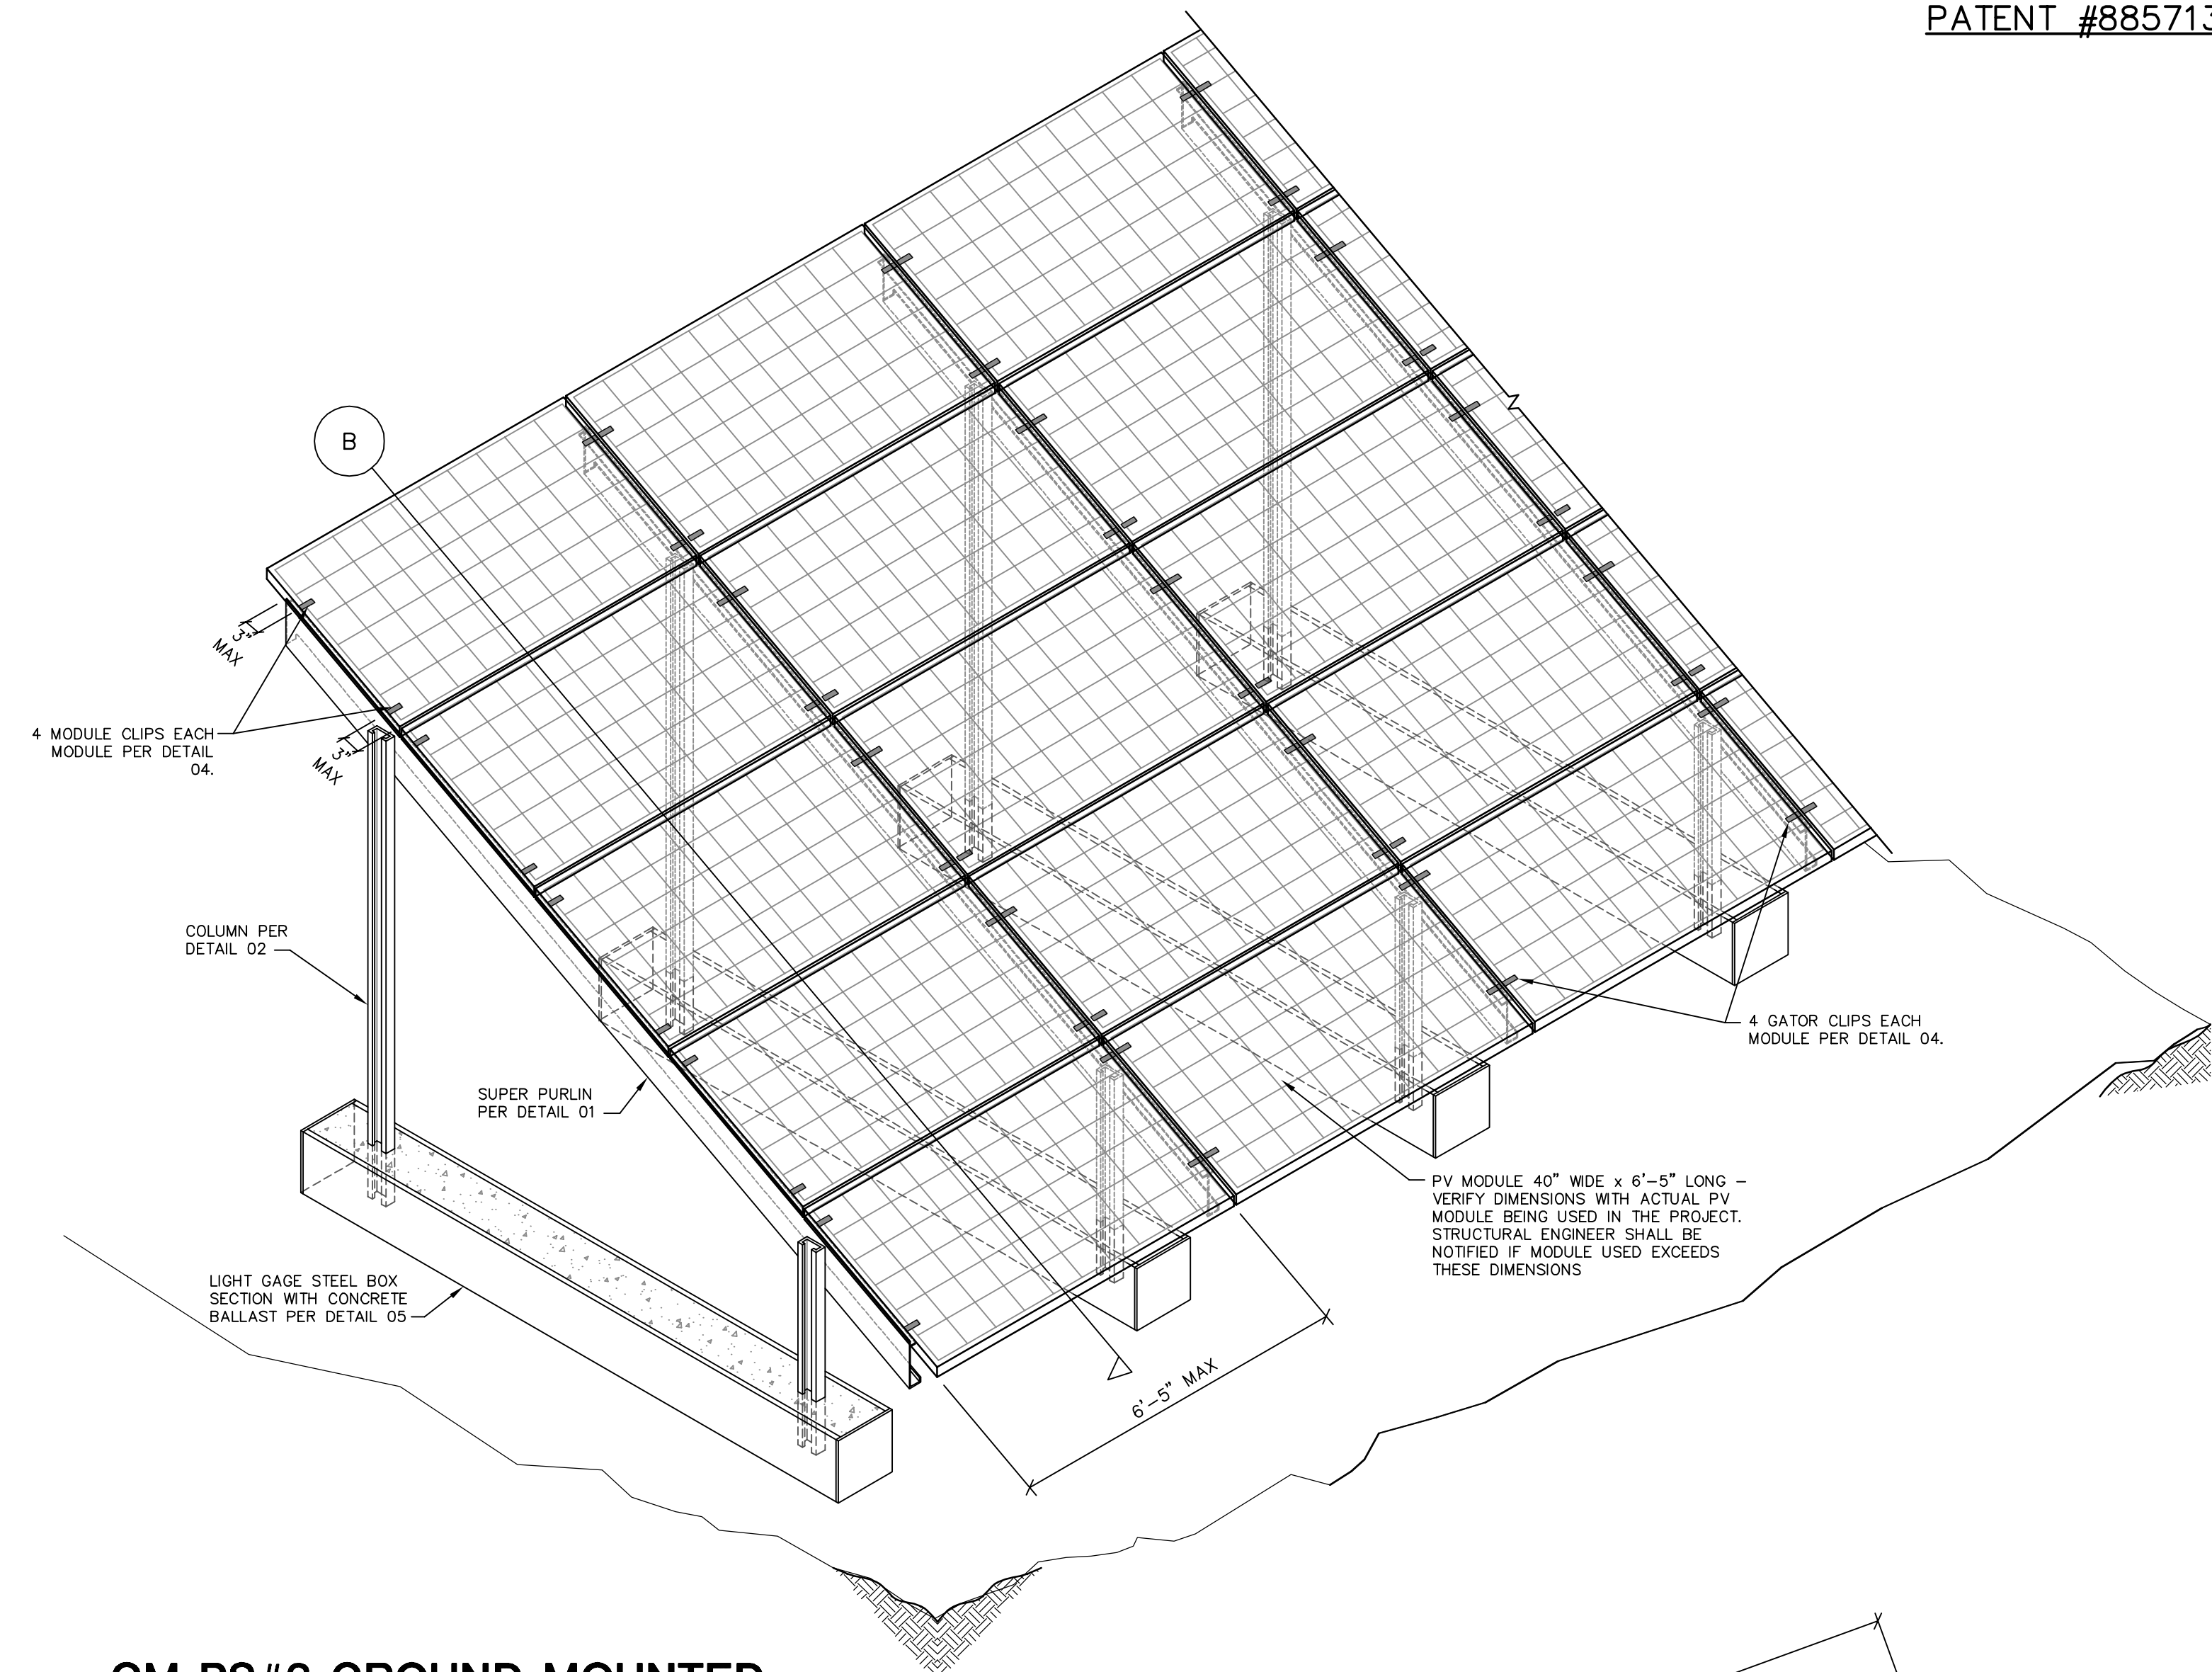 PATENT #885713
B
3" MAX
4 MODULE CLIPS EACH
MODULE PER DETAIL
04.
3" MAX
COLUMN PER
DETAIL 02
SUPER PURLIN
PER DETAIL 01
4 GATOR CLIPS EACH
MODULE PER DETAIL 04.
PV MODULE 40" WIDE x 6'-5" LONG –
VERIFY DIMENSIONS WITH ACTUAL PV
MODULE BEING USED IN THE PROJECT.
STRUCTURAL ENGINEER SHALL BE
NOTIFIED IF MODULE USED EXCEEDS
THESE DIMENSIONS
LIGHT GAGE STEEL BOX
SECTION WITH CONCRETE
BALLAST PER DETAIL 05
6'-5" MAX
GROUND MOUNTED